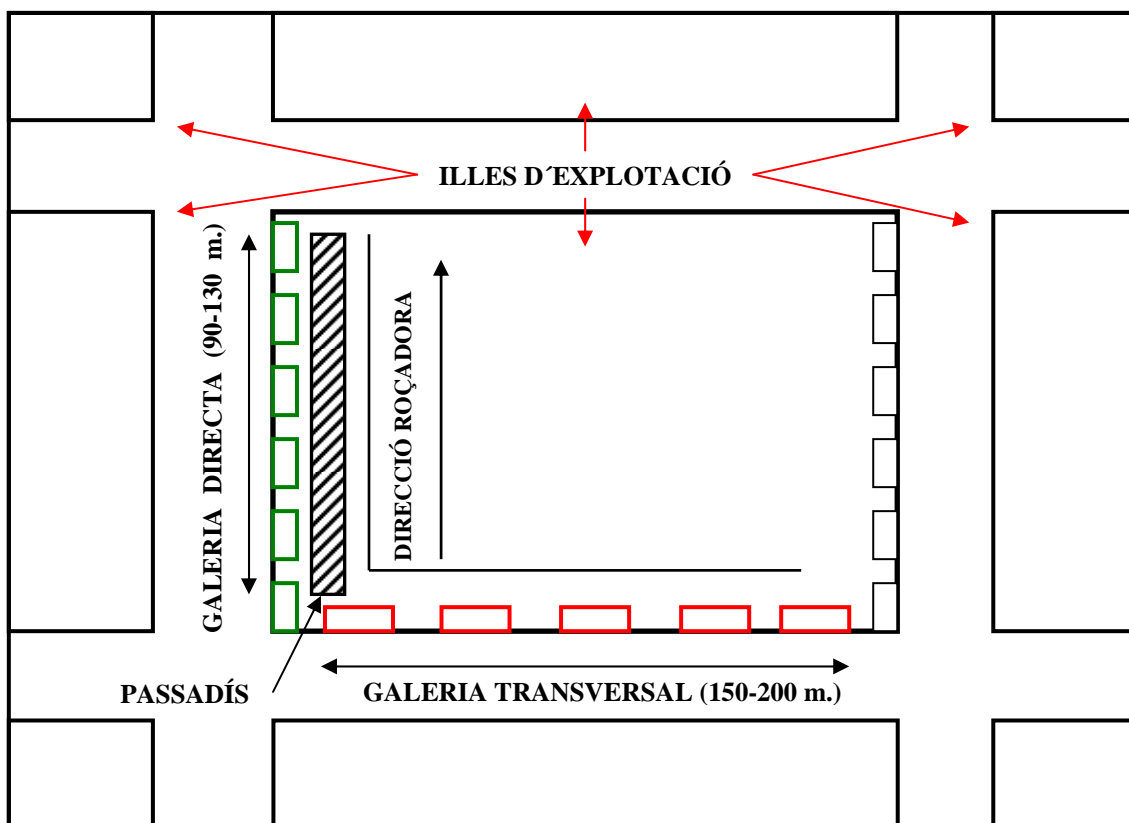 ILLES D´EXPLOTACIÓ
GALERIA DIRECTA (90-130 m.)
DIRECCIÓ ROÇADORA
PASSADÍS
GALERIA TRANSVERSAL (150-200 m.)